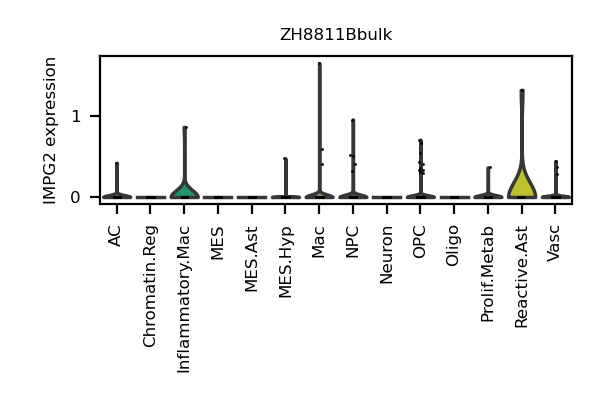 ZH8811Bbulk
IMPG2 expression
1
0
AC
Chromatin.Reg
Inflammatory.Mac
MES
MES.Ast
MES.Hyp
Mac
NPC
Neuron
OPC
Oligo
Prolif.Metab
Reactive.Ast
Vasc